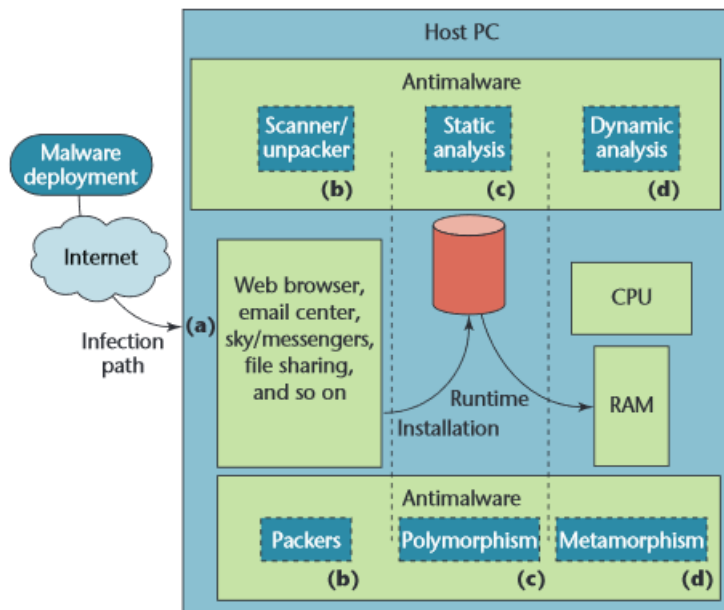 Host PC
Antimalware
Scanner/
unpacker
(b)
Static
analysis
(c)
Dynamic
analysis
(d)
Malware
deployment
Internet
Infection
path
(a)
Web browser,
email center,
sky/messengers,
file sharing,
and so on
Installation
Runtime
CPU
RAM
Antimalware
Packers
(b)
Polymorphism
(c)
Metamorphism
(d)